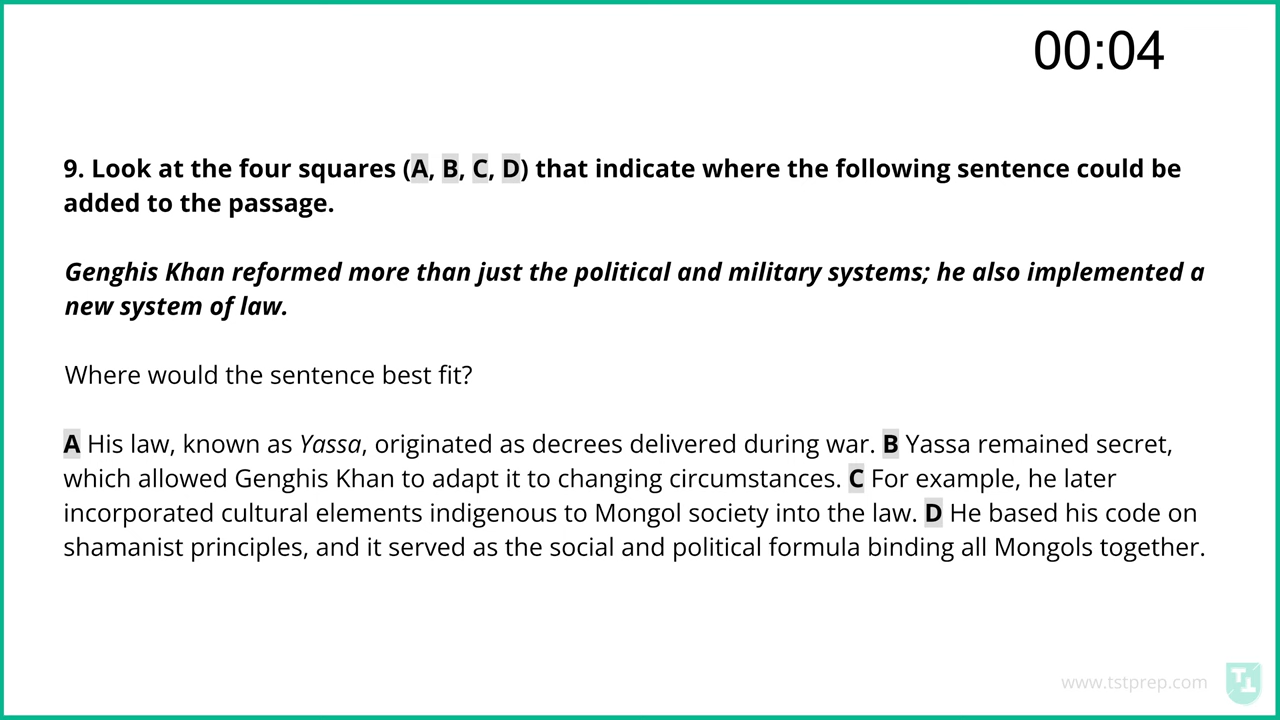 00:04
9. Look at the four squares (A, B, C, D) that indicate where the following sentence could be
added to the passage.
Genghis Khan reformed more than just the political and military systems; he also implemented a
new system of law.
Where would the sentence best fit?
A His law, known as Yassa, originated as decrees delivered during war. B Yassa remained secret,
which allowed Genghis Khan to adapt it to changing circumstances. C For example, he later
incorporated cultural elements indigenous to Mongol society into the law. D He based his code on
shamanist principles, and it served as the social and political formula binding all Mongols together.
www.tstprep.com